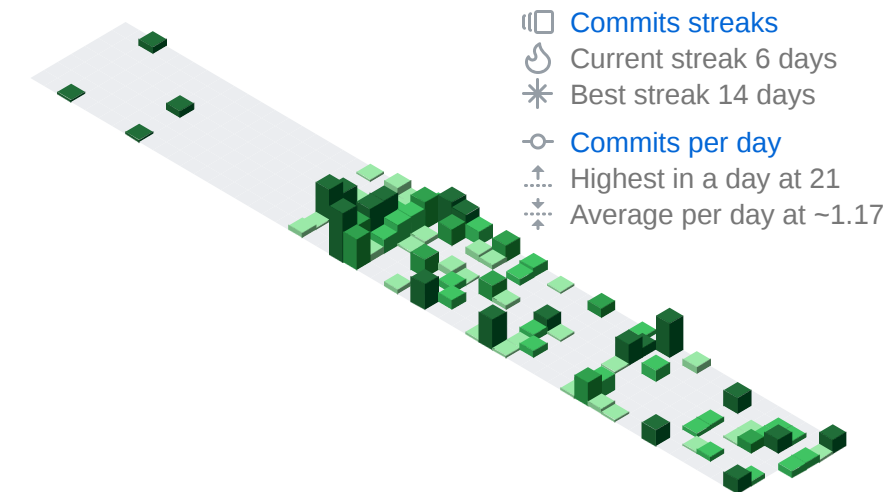 Commits streaks
Current streak 6 days
Best streak 14 days
Commits per day
Highest in a day at 21
Average per day at ~1.17